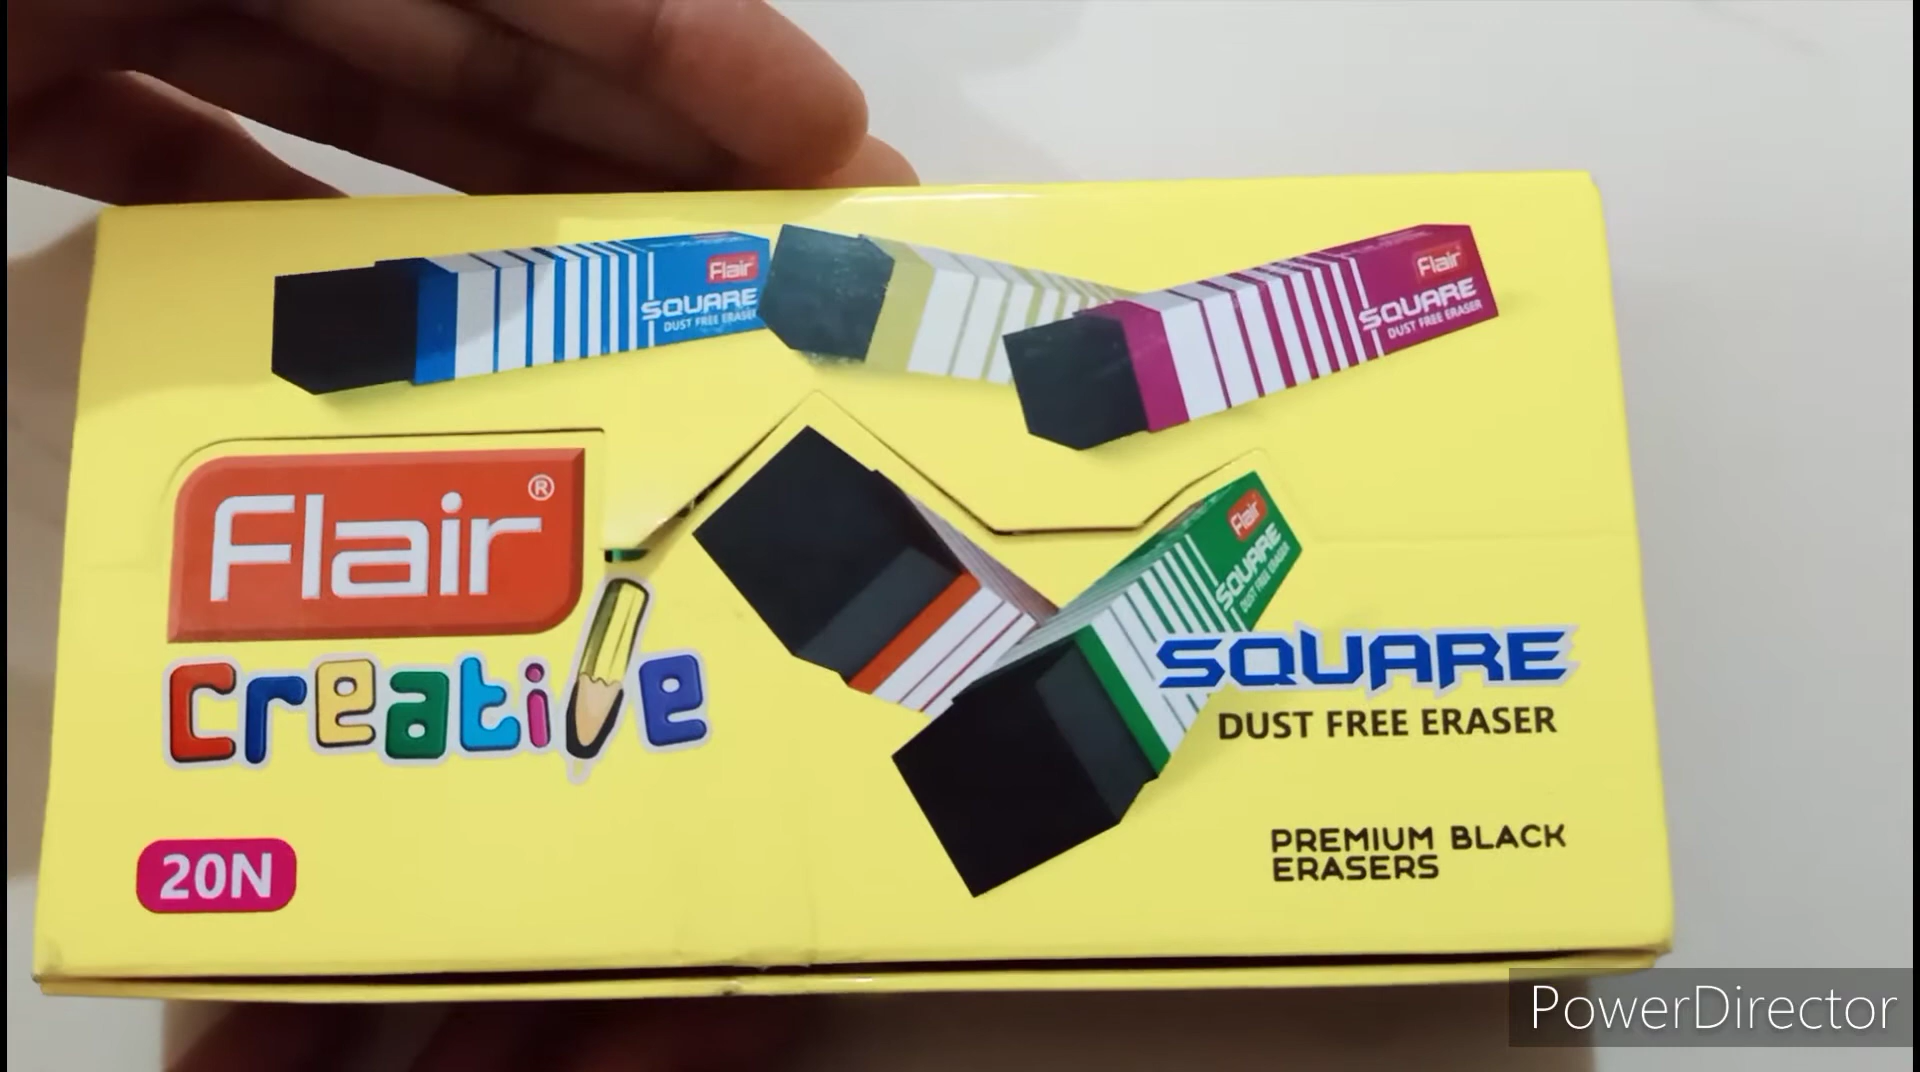 Flair
SQUARE
DUST FREE ERASER
Flair
SQUARE
DUST FREE ERASER
Flair®
Creative
Flair
SQUARE
DUST FREE ERASER
SQUARE
DUST FREE ERASER
20N
PREMIUM BLACK
ERASERS
PowerDirector